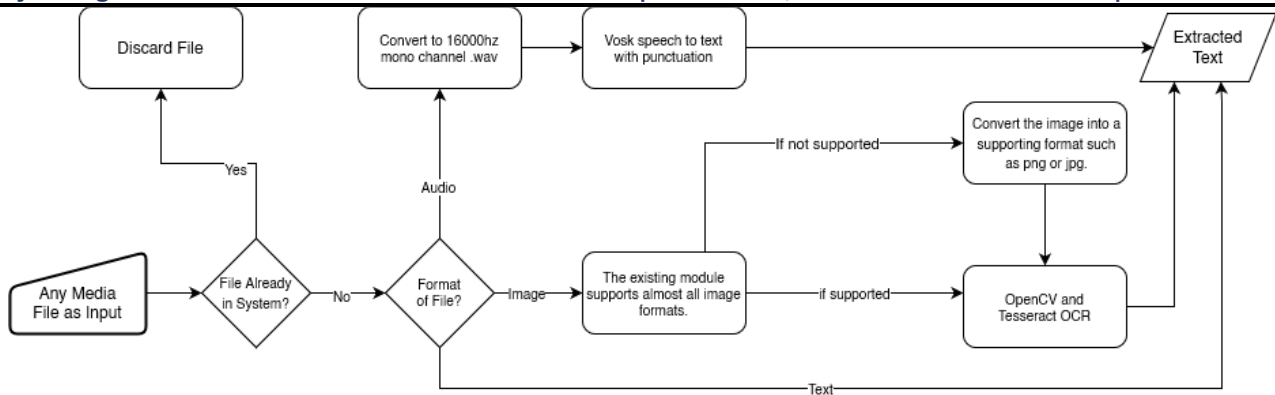 Discard File
Convert to 16000hz
mono channel .wav
Vosk speech to text
with punctuation
Extracted
Text
Convert the image into a
supporting format such
as png or jpg.
If not supported
Yes
Audio
Any Media
File as Input
File Already
in System?
No
Format
of File?
Image
The existing module
supports almost all image
formats.
if supported
OpenCV and
Tesseract OCR
Text